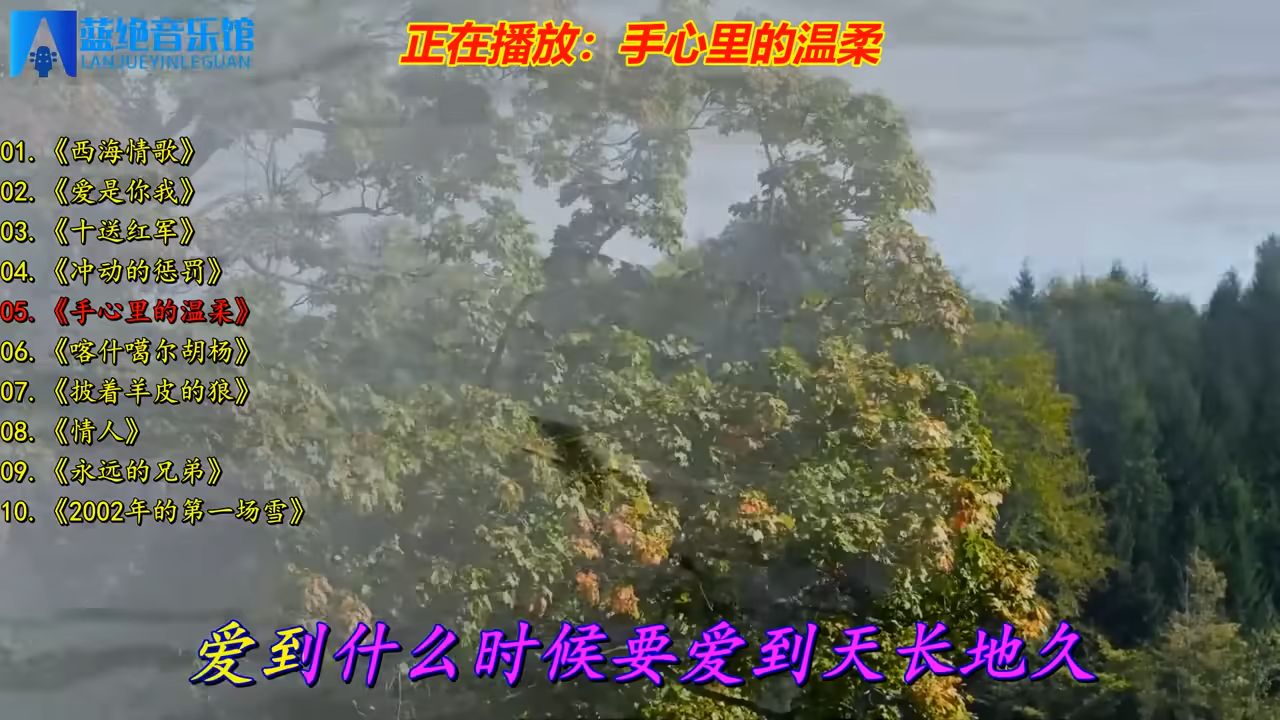 蓝绝音乐馆
LANJUEYINLEGUAN
正在播放：手心里的温柔
01.《西海情歌》
02.《爱是你我》
03.《十送红军》
04.《冲动的惩罚》
05.《手心里的温柔》
06.《喀什噶尔胡杨》
07.《披着羊皮的狼》
08.《情人》
09.《永远的兄弟》
10.《2002年的第一场雪》
爱到什么时候要爱到天长地久